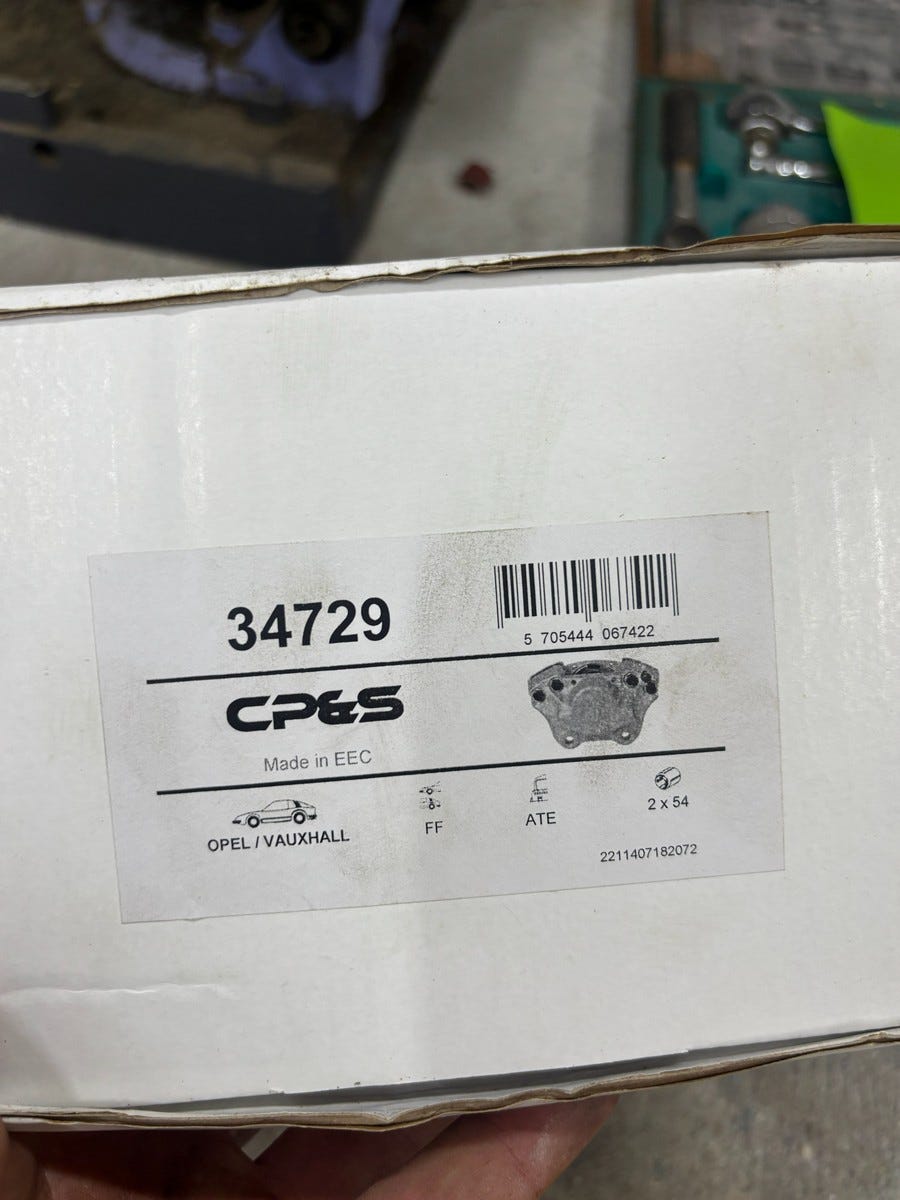 34729
5 705444 067422
CP&S
Made in EEC
OPEL / VAUXHALL
FF
ATE
2 x 54
2211407182072